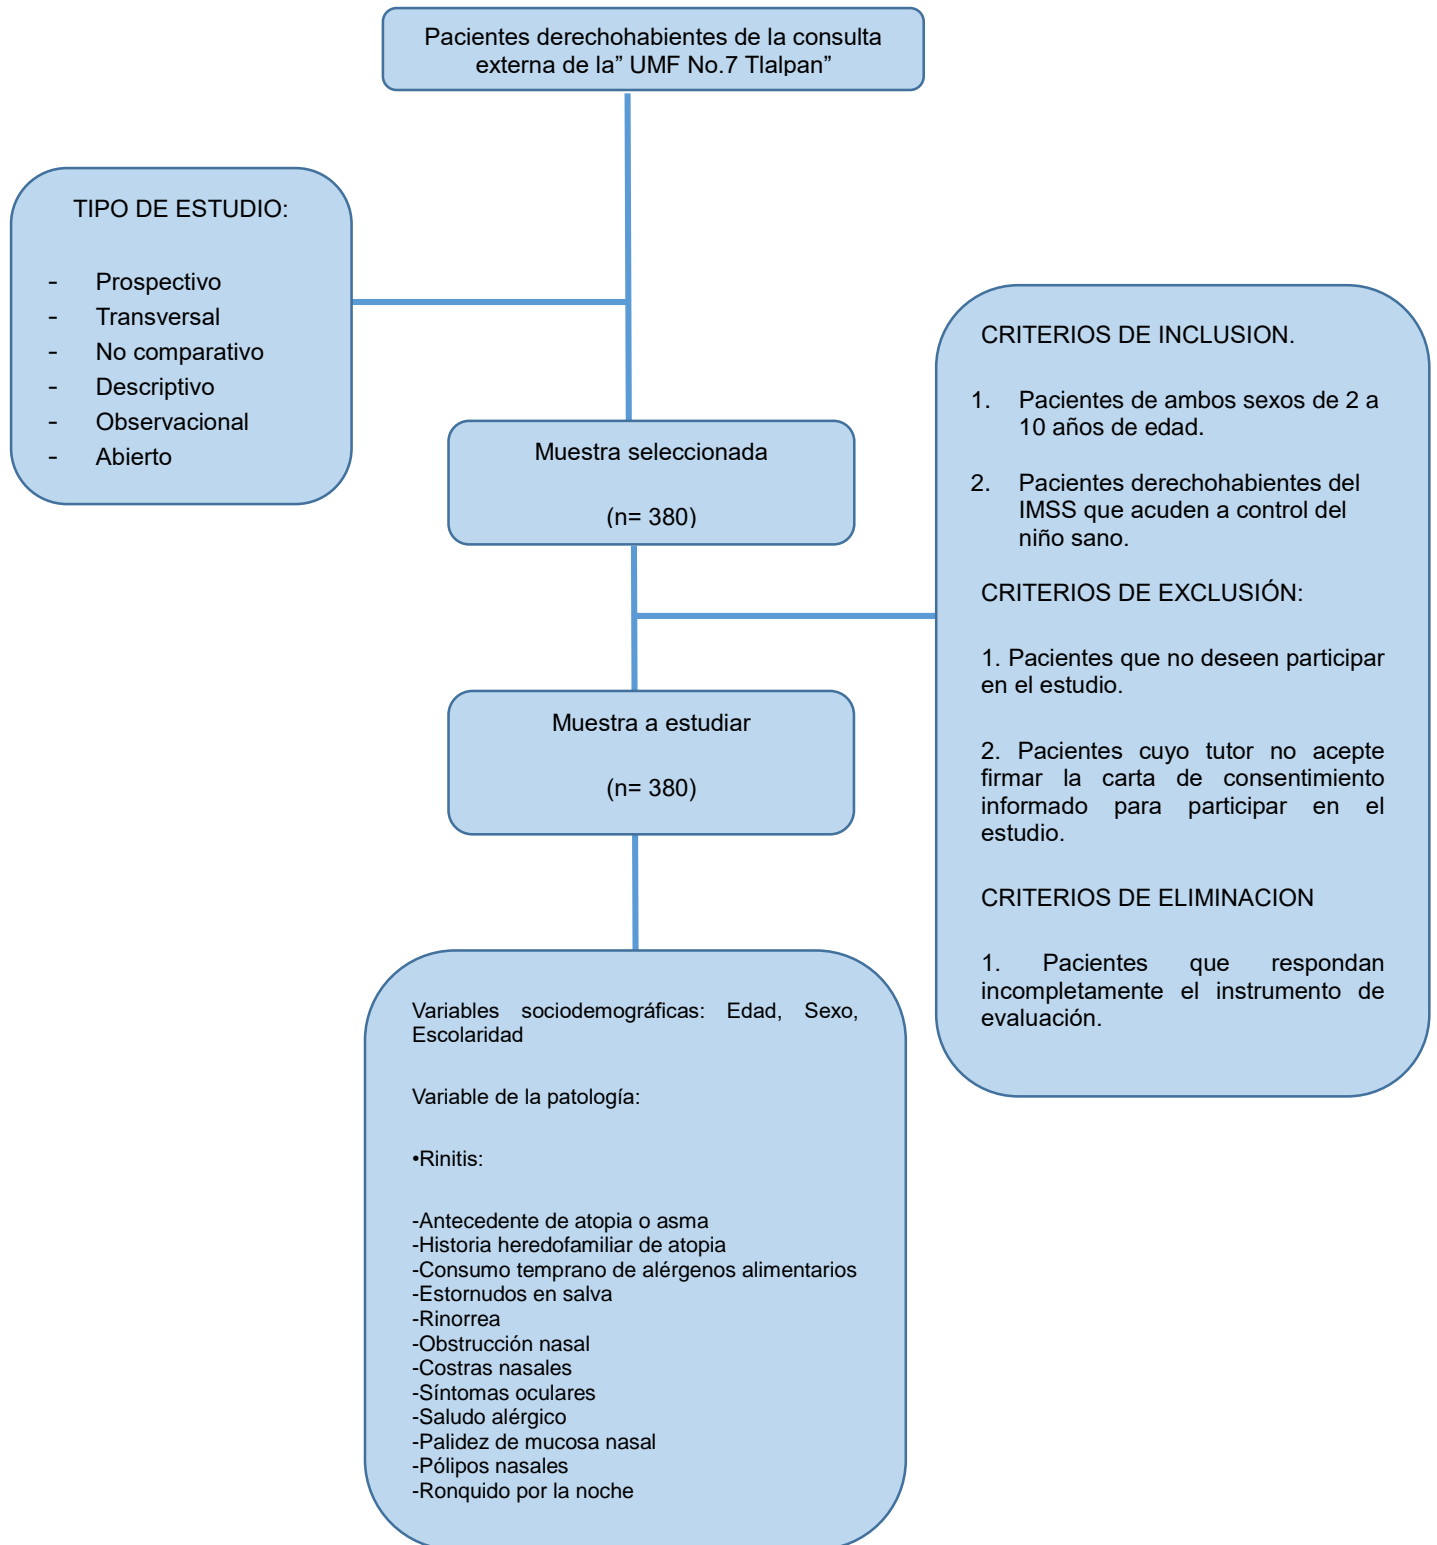 Pacientes derechohabientes de la consulta
externa de la” UMF No.7 Tlalpan”
TIPO DE ESTUDIO:
- Prospectivo
- Transversal
- No comparativo
- Descriptivo
- Observacional
- Abierto
Muestra seleccionada
(n= 380)
CRITERIOS DE INCLUSION.
1. Pacientes de ambos sexos de 2 a
10 años de edad.
2. Pacientes derechohabientes del
IMSS que acuden a control del
niño sano.
CRITERIOS DE EXCLUSIÓN:
1. Pacientes que no deseen participar
en el estudio.
2. Pacientes cuyo tutor no acepte
firmar la carta de consentimiento
informado para participar en el
estudio.
CRITERIOS DE ELIMINACION
1. Pacientes que respondan
incompletamente el instrumento de
evaluación.
Muestra a estudiar
(n= 380)
Variables sociodemográficas: Edad, Sexo,
Escolaridad
Variable de la patología:
•Rinitis:
-Antecedente de atopia o asma
-Historia heredofamiliar de atopia
-Consumo temprano de alérgenos alimentarios
-Estornudos en salva
-Rinorrea
-Obstrucción nasal
-Costras nasales
-Síntomas oculares
-Saludo alérgico
-Palidez de mucosa nasal
-Pólipos nasales
-Ronquido por la noche